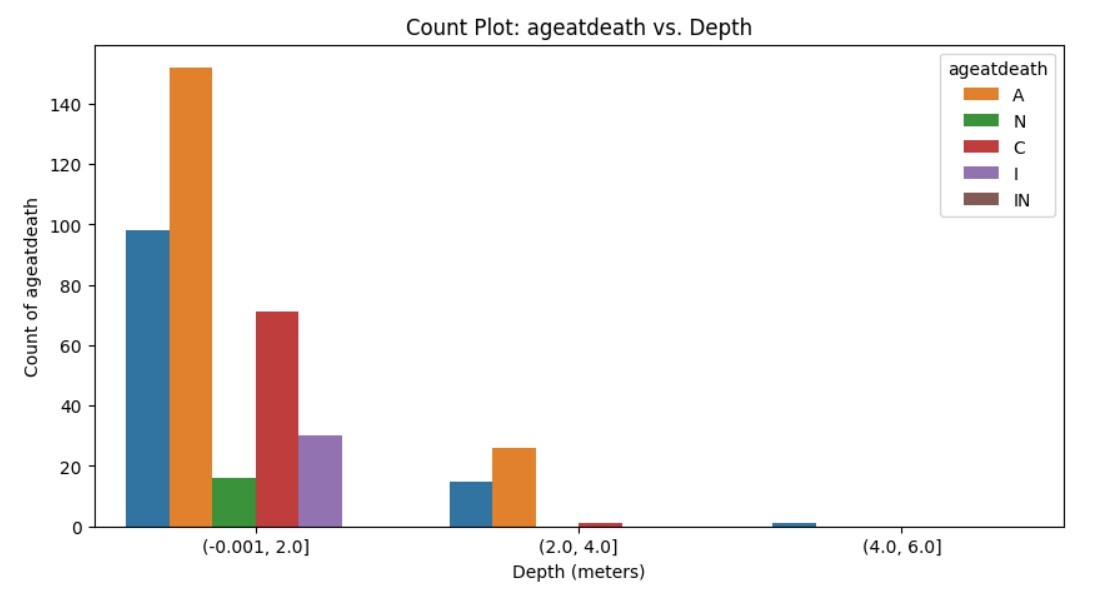 Count Plot: ageatdeath vs. Depth
ageatdeath
A
N
C
I
IN
Count of ageatdeath
140
120
100
80
60
40
20
0
(-0.001, 2.0]
(2.0, 4.0]
(4.0, 6.0]
Depth (meters)